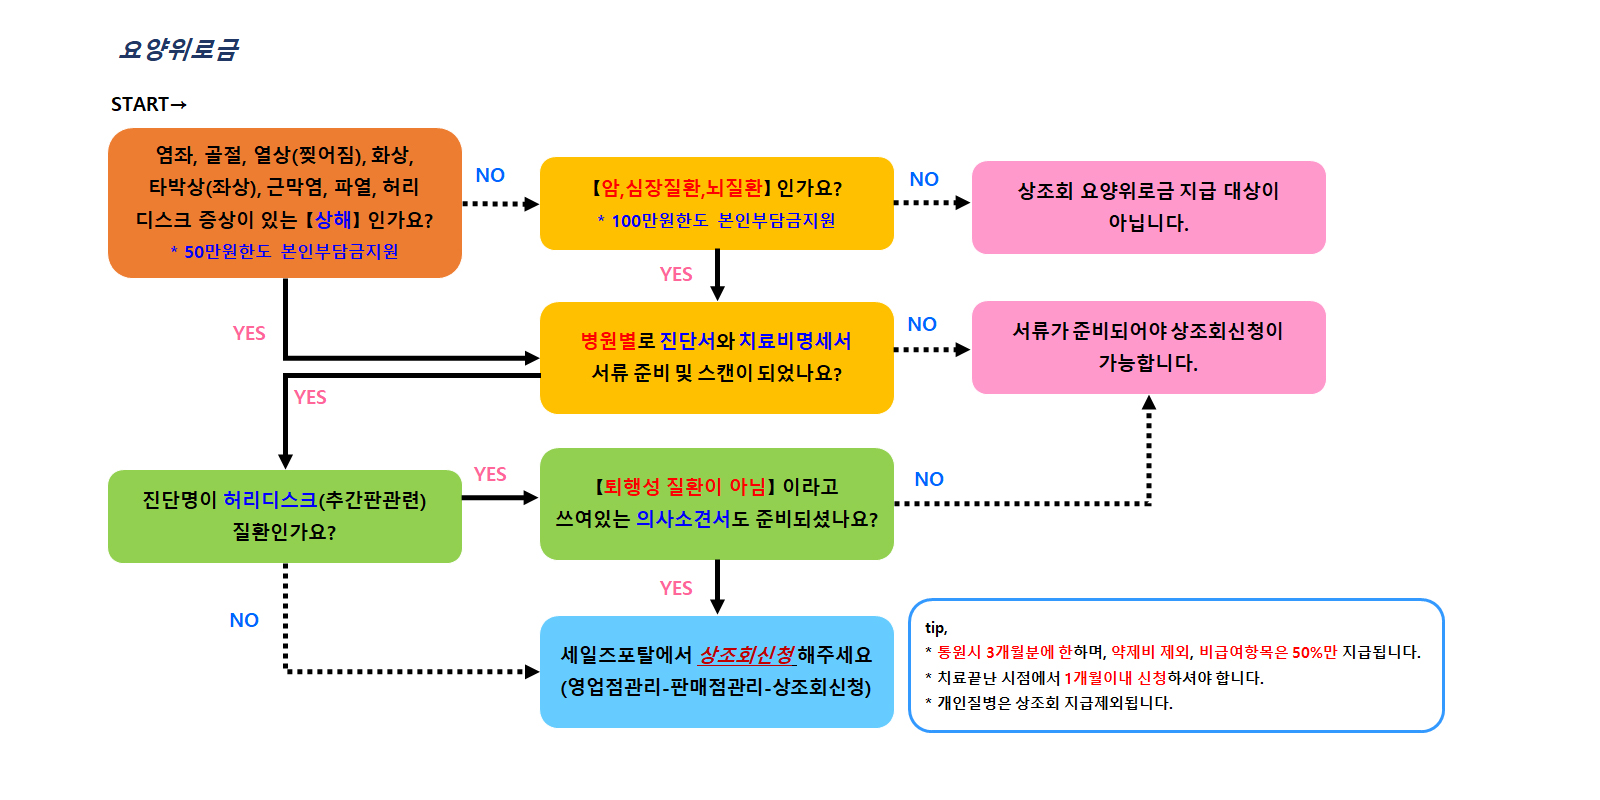 요양위로금
START→
염좌, 골절, 열상(찢어짐), 화상,
타박상(좌상), 근막염, 파열, 허리
디스크 증상이 있는 【상해】 인가요?
* 50만원한도 본인부담금지원
NO
【암,심장질환,뇌질환】 인가요?
* 100만원한도 본인부담금지원
NO
상조회 요양위로금 지급 대상이
아닙니다.
YES
YES
병원별로 진단서와 치료비명세서
서류 준비 및 스캔이 되었나요?
NO
서류가 준비되어야 상조회신청이
가능합니다.
YES
진단명이 허리디스크(추간판관련)
질환인가요?
YES
【퇴행성 질환이 아님】 이라고
쓰여있는 의사소견서도 준비되셨나요?
NO
YES
NO
세일즈포탈에서 상조회신청 해주세요
(영업점관리-판매점관리-상조회신청)
tip,
* 통원시 3개월분에 한하며, 약제비 제외, 비급여항목은 50%만 지급됩니다.
* 치료끝난 시점에서 1개월이내 신청하셔야 합니다.
* 개인질병은 상조회 지급제외됩니다.